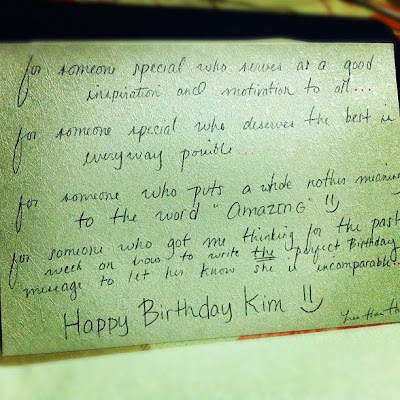 for someone special who serves as a good
inspiration and motivation to all...
for someone special who deserves the best in
everyway possible...
for someone who puts a whole nother meaning
to the word "AMAZING" !!)
for someone who got me thinking for the past
week on how to write the perfect Birthday
message to let her know she is incomparable...
Happy Birthday Kim !!)